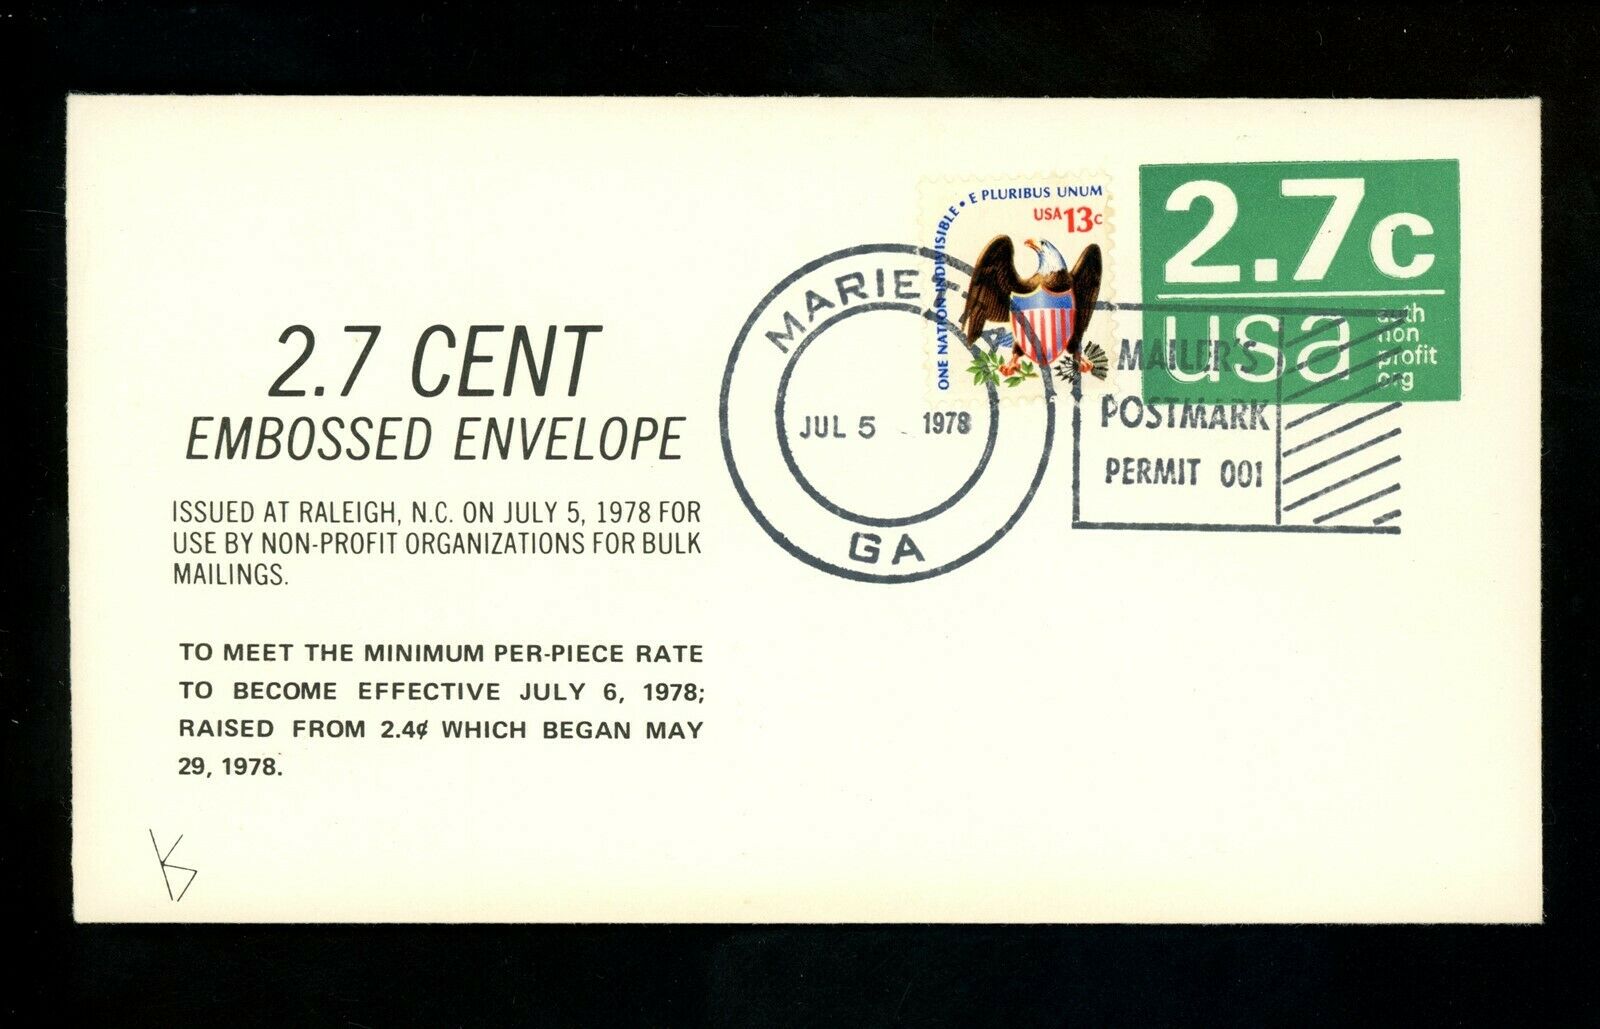 2.7 CENT
EMBOSSED ENVELOPE
ISSUED AT RALEIGH, N.C. ON JULY 5, 1978 FOR
USE BY NON-PROFIT ORGANIZATIONS FOR BULK
MAILINGS.
TO MEET THE MINIMUM PER-PIECE RATE
TO BECOME EFFECTIVE JULY 6, 1978;
RAISED FROM 2.4¢ WHICH BEGAN MAY
29, 1978.
MARIETTA
JUL 5 1978
GA
ONE NATION INDIVISIBLE • E PLURIBUS UNUM
USA 13c
2.7c
usa
auth
non
profit
org
MAILER'S
POSTMARK
PERMIT 001